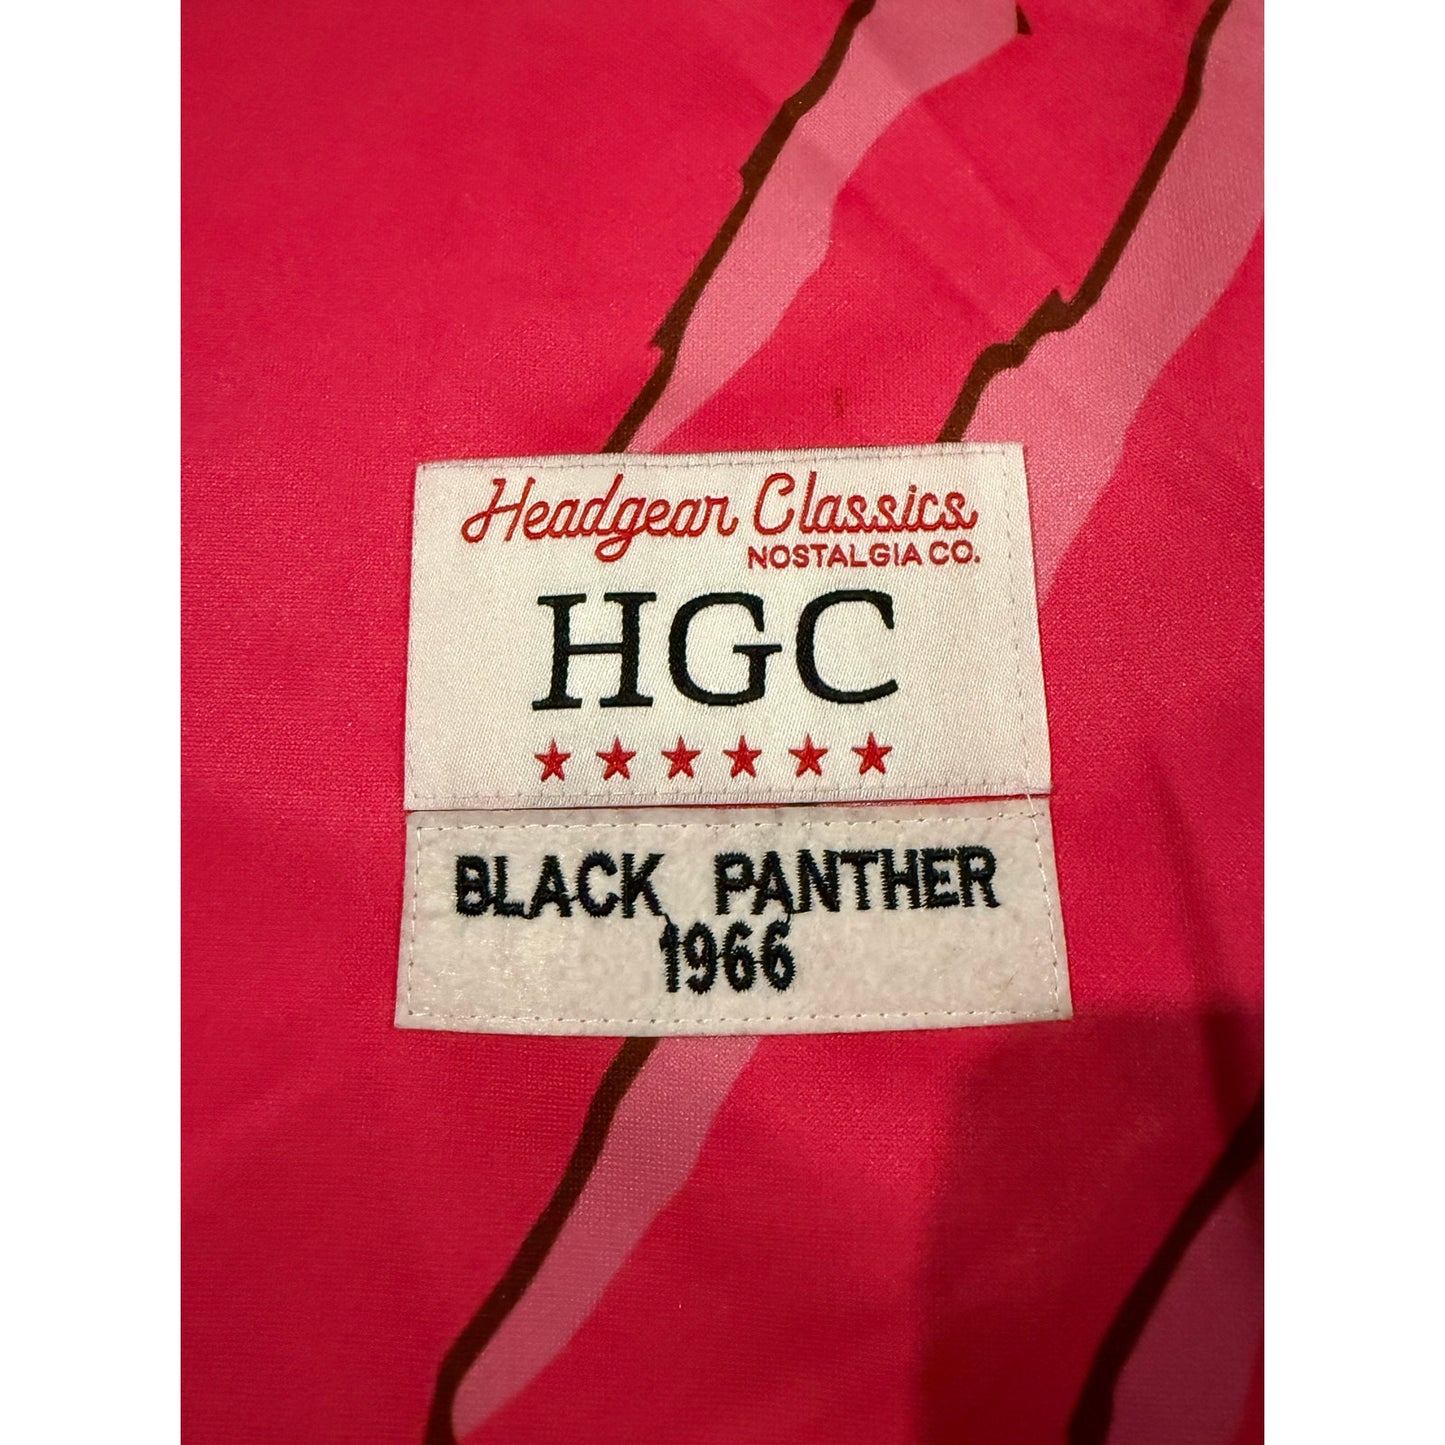 Headgear Classics
NOSTALGIA CO.
HGC
BLACK PANTHER
1966